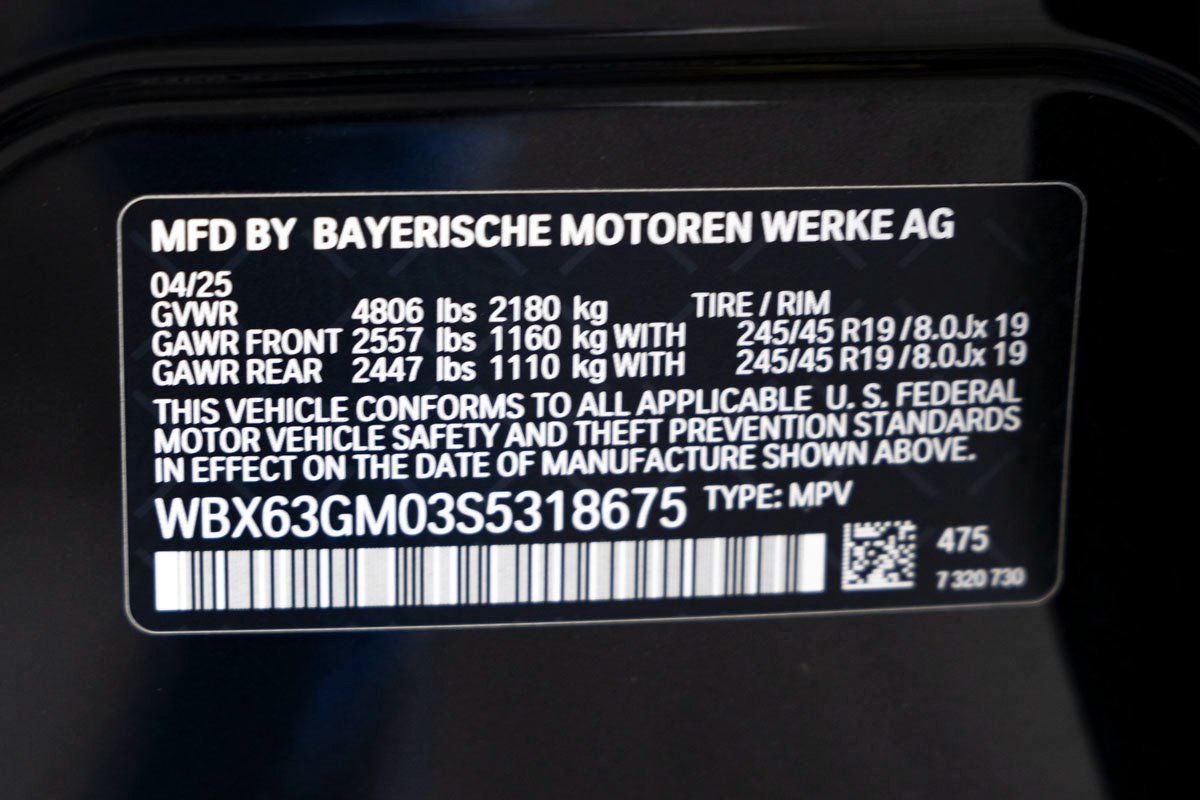 MFD BY BAYERISCHE MOTOREN WERKE AG
04/25
GVWR 4806 lbs 2180 kg TIRE / RIM
GAWR FRONT 2557 lbs 1160 kg WITH 245/45 R19 / 8.0Jx 19
GAWR REAR 2447 lbs 1110 kg WITH 245/45 R19 / 8.0Jx 19
THIS VEHICLE CONFORMS TO ALL APPLICABLE U. S. FEDERAL
MOTOR VEHICLE SAFETY AND THEFT PREVENTION STANDARDS
IN EFFECT ON THE DATE OF MANUFACTURE SHOWN ABOVE.
WBX63GM03S5318675 TYPE: MPV
475
7 320 730